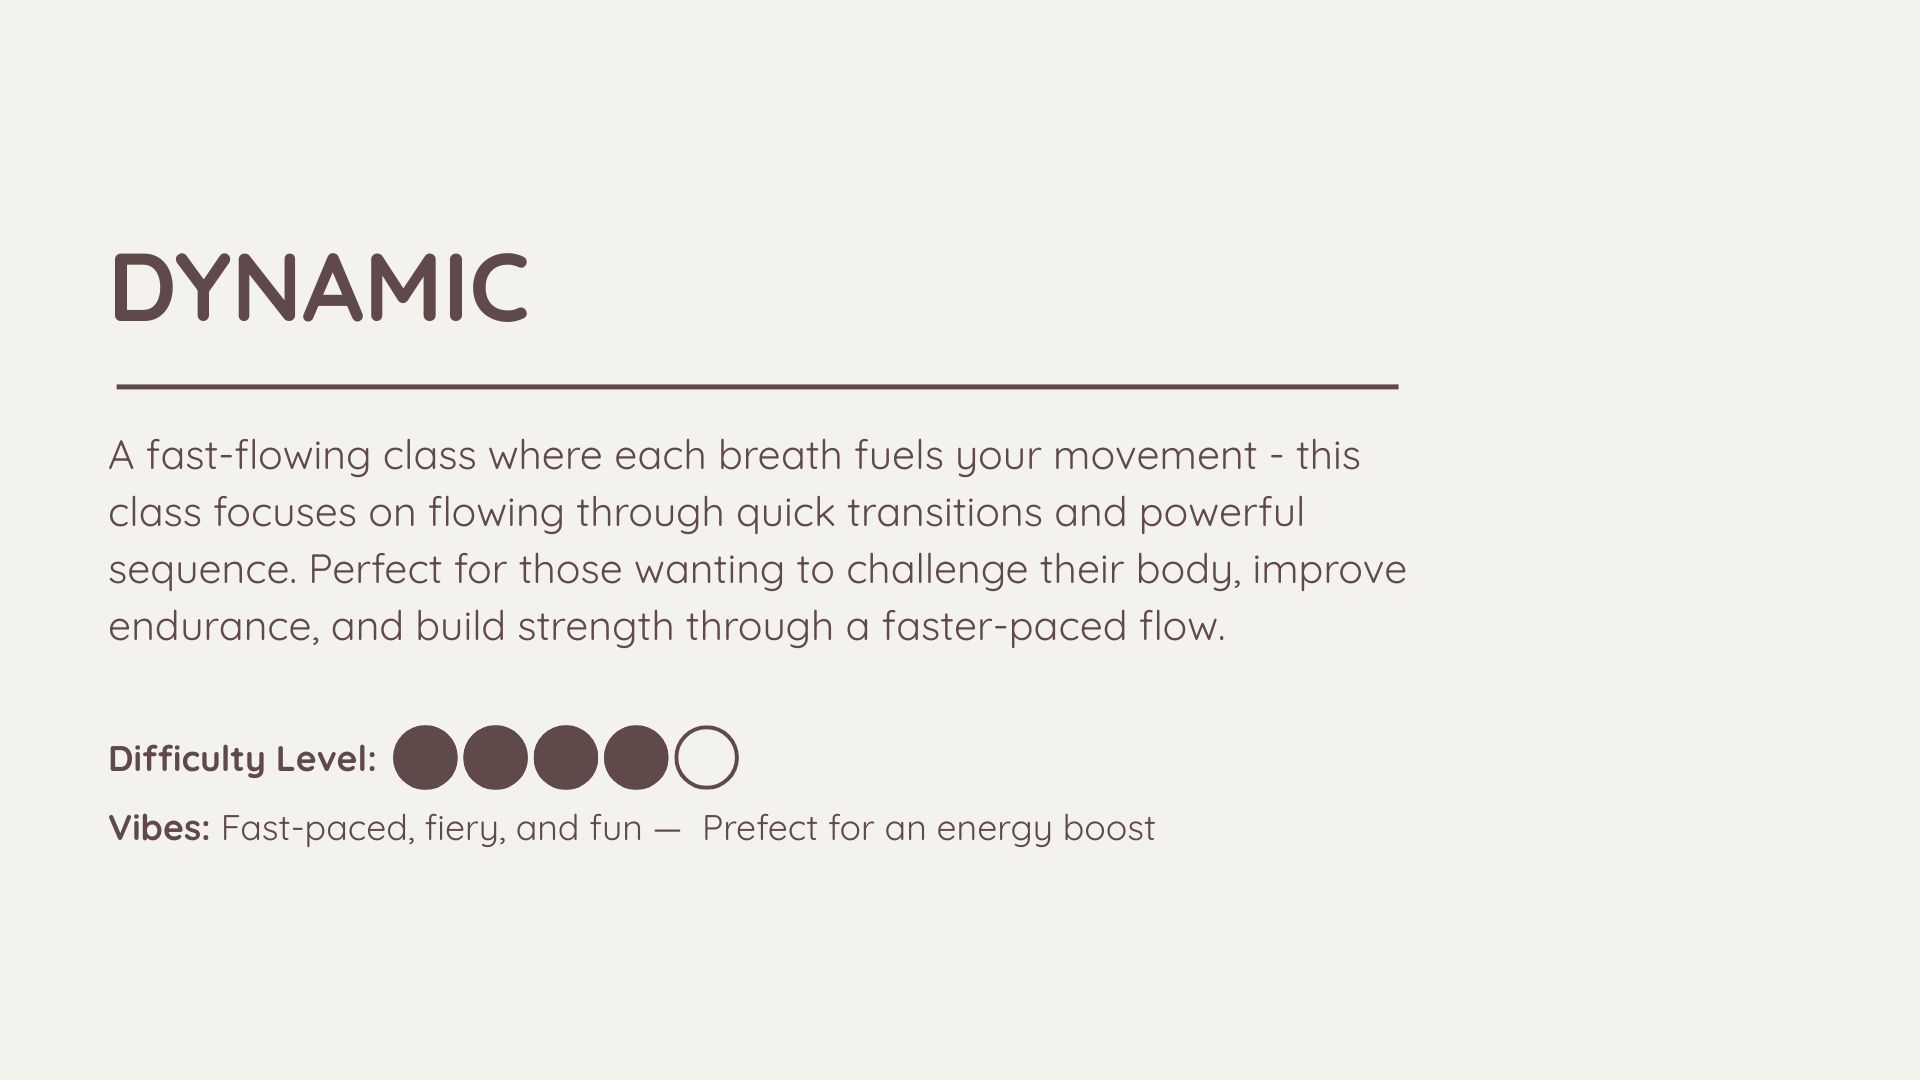 DYNAMIC
A fast-flowing class where each breath fuels your movement - this
class focuses on flowing through quick transitions and powerful
sequence. Perfect for those wanting to challenge their body, improve
endurance, and build strength through a faster-paced flow.
Difficulty Level:
Vibes: Fast-paced, fiery, and fun —  Prefect for an energy boost